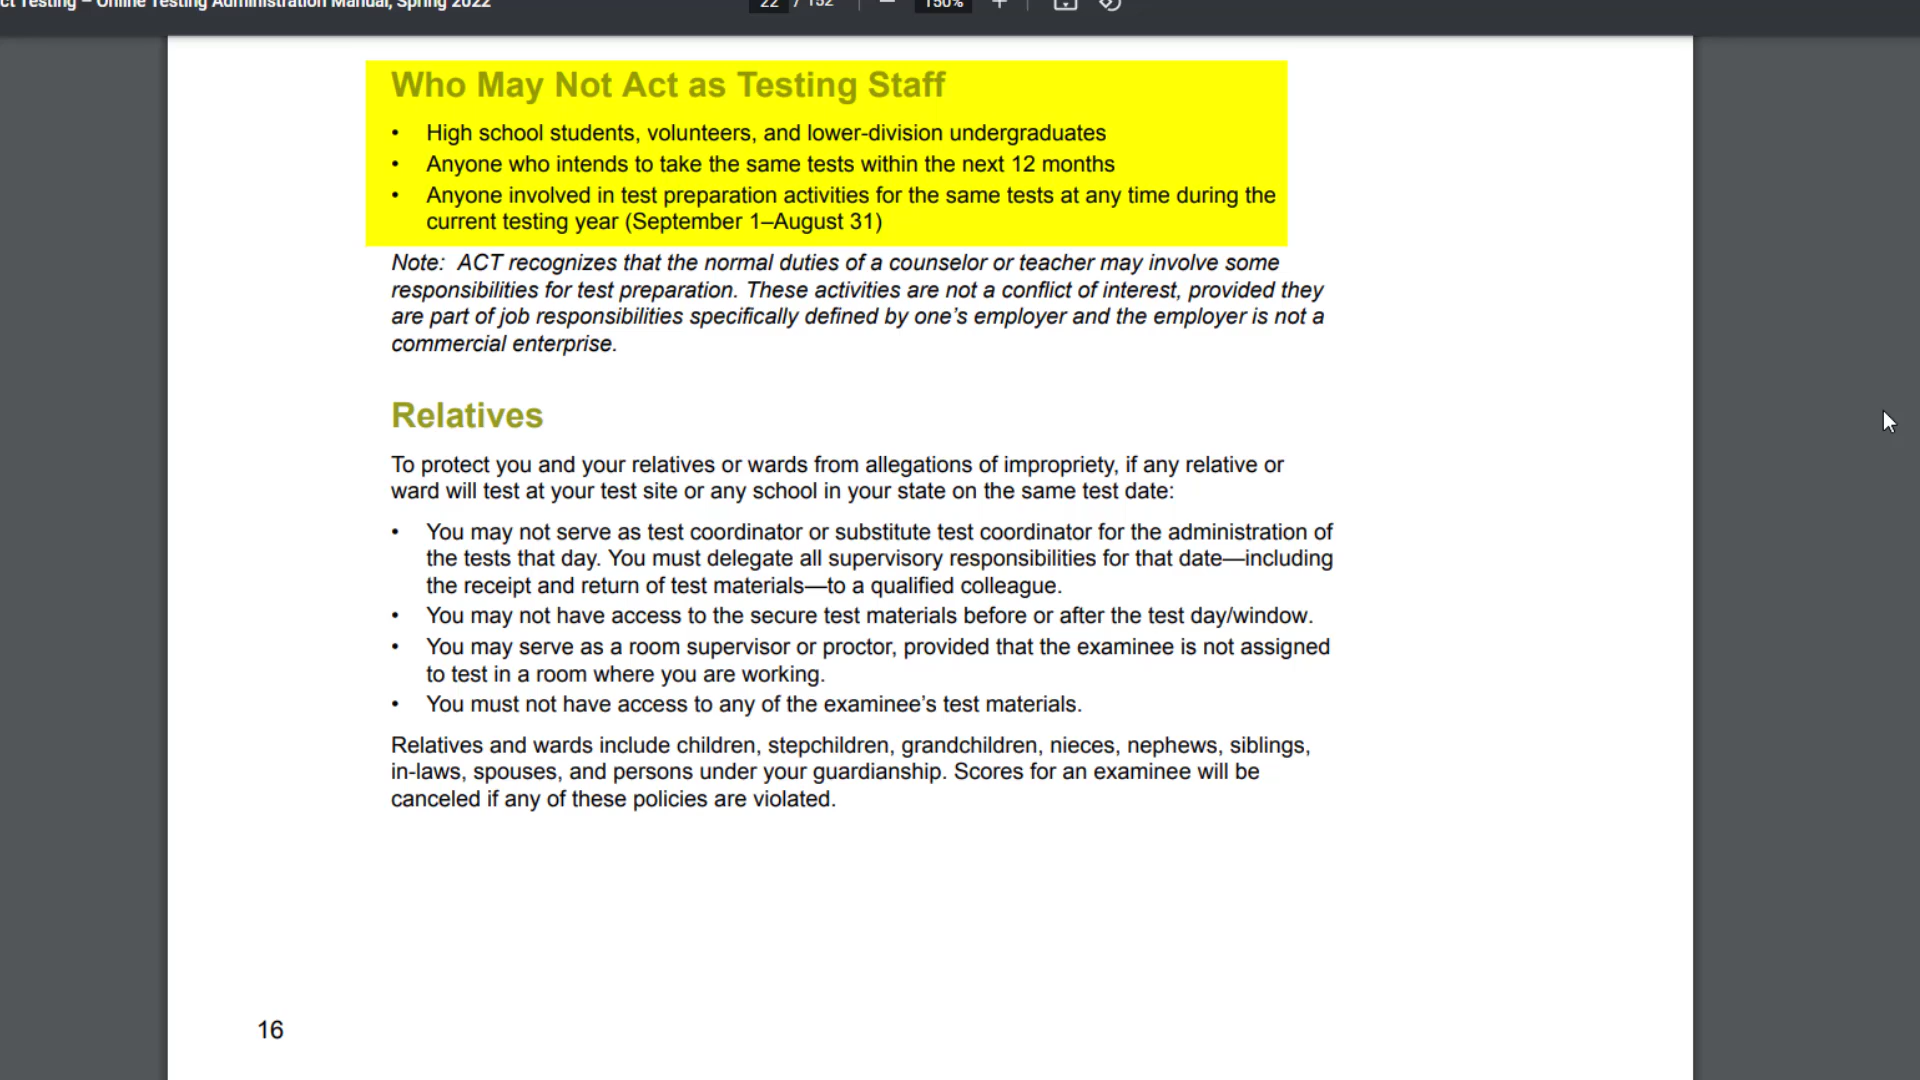 ct Testing – Online Testing Administration Manual, Spring 2022
22 / 152
150%
Who May Not Act as Testing Staff
• High school students, volunteers, and lower-division undergraduates
• Anyone who intends to take the same tests within the next 12 months
• Anyone involved in test preparation activities for the same tests at any time during the
current testing year (September 1–August 31)
Note: ACT recognizes that the normal duties of a counselor or teacher may involve some
responsibilities for test preparation. These activities are not a conflict of interest, provided they
are part of job responsibilities specifically defined by one’s employer and the employer is not a
commercial enterprise.
Relatives
To protect you and your relatives or wards from allegations of impropriety, if any relative or
ward will test at your test site or any school in your state on the same test date:
• You may not serve as test coordinator or substitute test coordinator for the administration of
the tests that day. You must delegate all supervisory responsibilities for that date—including
the receipt and return of test materials—to a qualified colleague.
• You may not have access to the secure test materials before or after the test day/window.
• You may serve as a room supervisor or proctor, provided that the examinee is not assigned
to test in a room where you are working.
• You must not have access to any of the examinee’s test materials.
Relatives and wards include children, stepchildren, grandchildren, nieces, nephews, siblings,
in-laws, spouses, and persons under your guardianship. Scores for an examinee will be
canceled if any of these policies are violated.
16